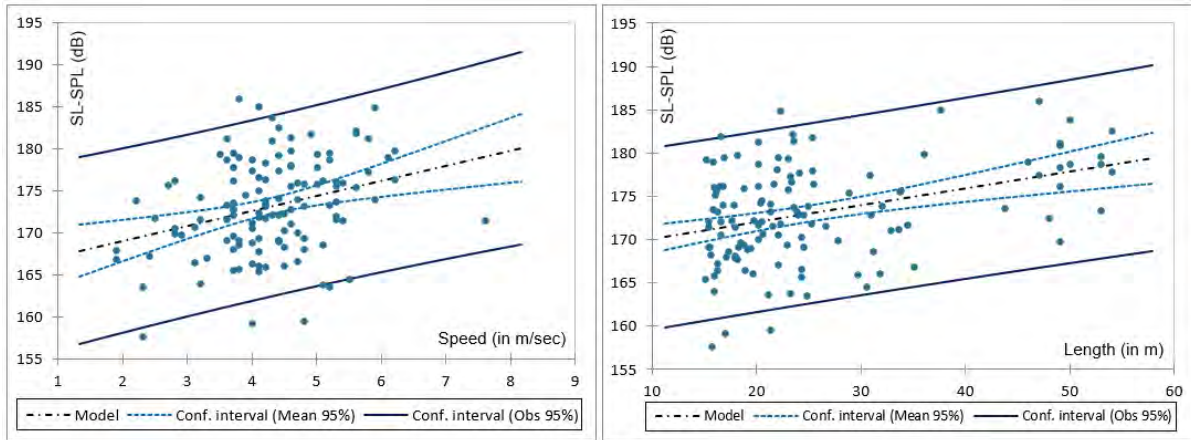 195
190
185
180
175
170
165
160
155
SL-SPL (dB)
Speed (in m/sec)
1 2 3 4 5 6 7 8 9
Model Conf. interval (Mean 95%) Conf. interval (Obs 95%)
195
190
185
180
175
170
165
160
155
SL-SPL (dB)
Length (in m)
10 20 30 40 50 60
Model Conf. interval (Mean 95%) Conf. interval (Obs 95%)